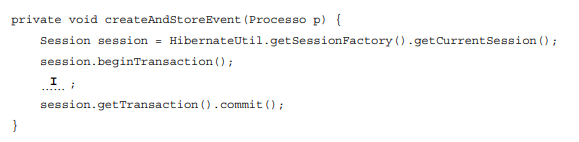 private void createAndStoreEvent(Processo p) {
Session session = HibernateUtil.getSessionFactory().getCurrentSession();
session.beginTransaction();
..I.. ;
session.getTransaction().commit();
}